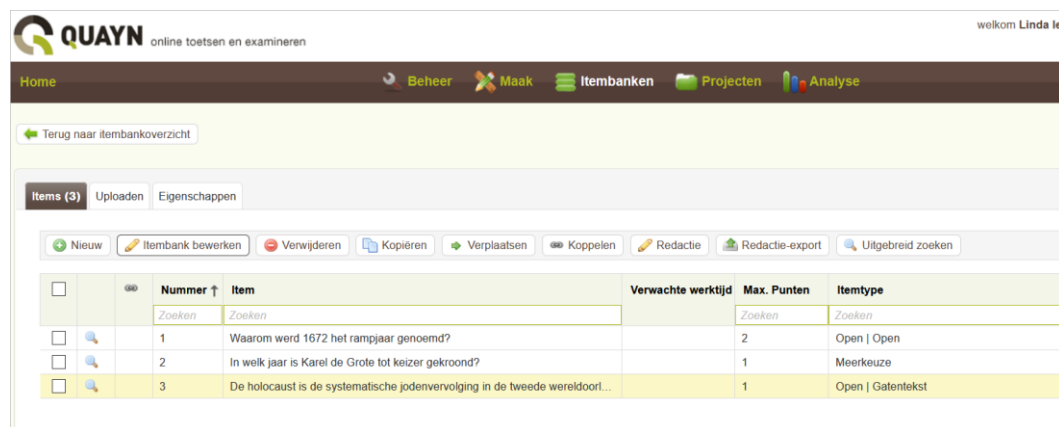 welkom Linda
QUAYN online toetsen en examineren
Home Beheer Maak Itembanken Projecten Analyse
Terug naar itembankoverzicht
Items (3) Uploaden Eigenschappen
Nieuw Itembank bewerken Verwijderen Kopiëren Verplaatsen Koppelen Redactie Redactie-export Uitgebreid zoeken
Nummer ↑ Item Verwachte werktijd Max. Punten Itemtype
Zoeken Zoeken Zoeken Zoeken
1 Waarom werd 1672 het rampjaar genoemd? 2 Open | Open
2 In welk jaar is Karel de Grote tot keizer gekroond? 1 Meerkeuze
3 De holocaust is de systematische jodenvervolging in de tweede wereldoorl... 1 Open | Gatentekst